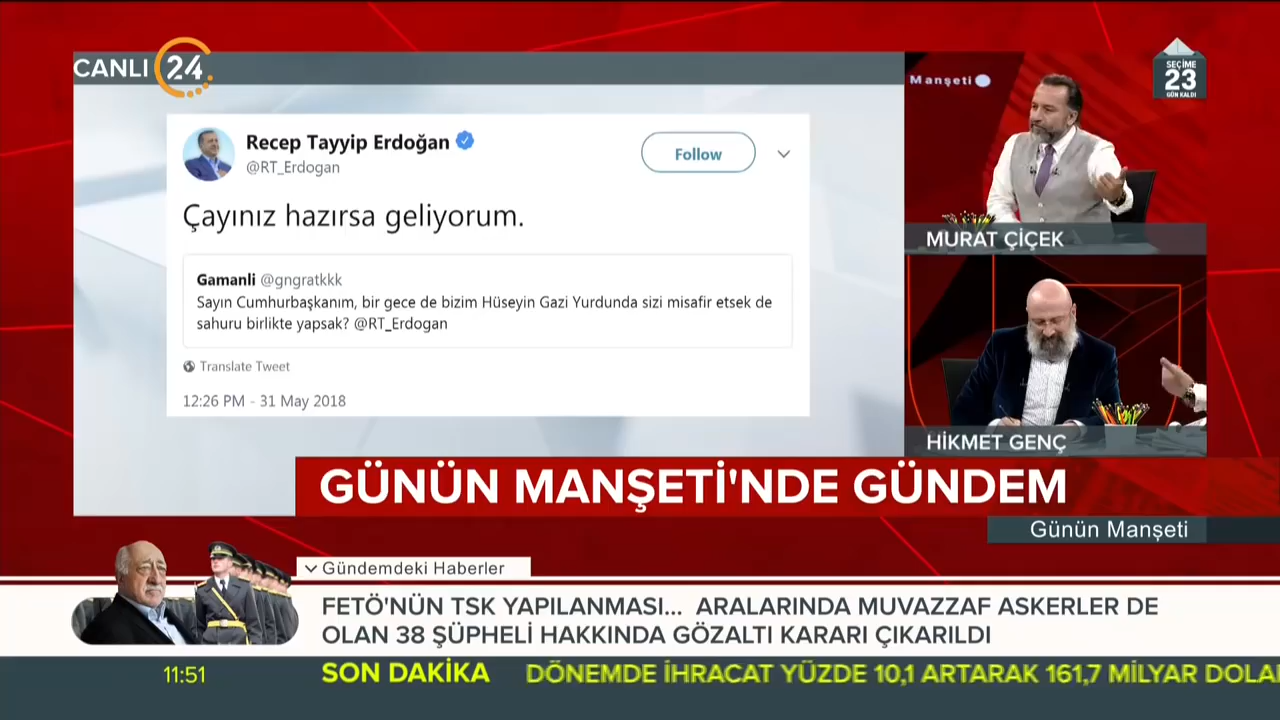 CANLI 24
Manşeti
SEÇİME
23
GÜN KALDI
Recep Tayyip Erdoğan
@RT_Erdogan
Follow
Çayınız hazırsa geliyorum.
Gamanli @gngratkkk
Sayın Cumhurbaşkanım, bir gece de bizim Hüseyin Gazi Yurdunda sizi misafir etsek de
sahuru birlikte yapsak? @RT_Erdogan
Translate Tweet
12:26 PM - 31 May 2018
MURAT ÇİÇEK
HİKMET GENÇ
GÜNÜN MANŞETİ'NDE GÜNDEM
Günün Manşeti
Gündemdeki Haberler
FETÖ'NÜN TSK YAPILANMASI... ARALARINDA MUVAZZAF ASKERLER DE
OLAN 38 ŞÜPHELİ HAKKINDA GÖZALTI KARARI ÇIKARILDI
11:51
SON DAKİKA
DÖNEMDE İHRACAT YÜZDE 10,1 ARTARAK 161,7 MİLYAR DOLA